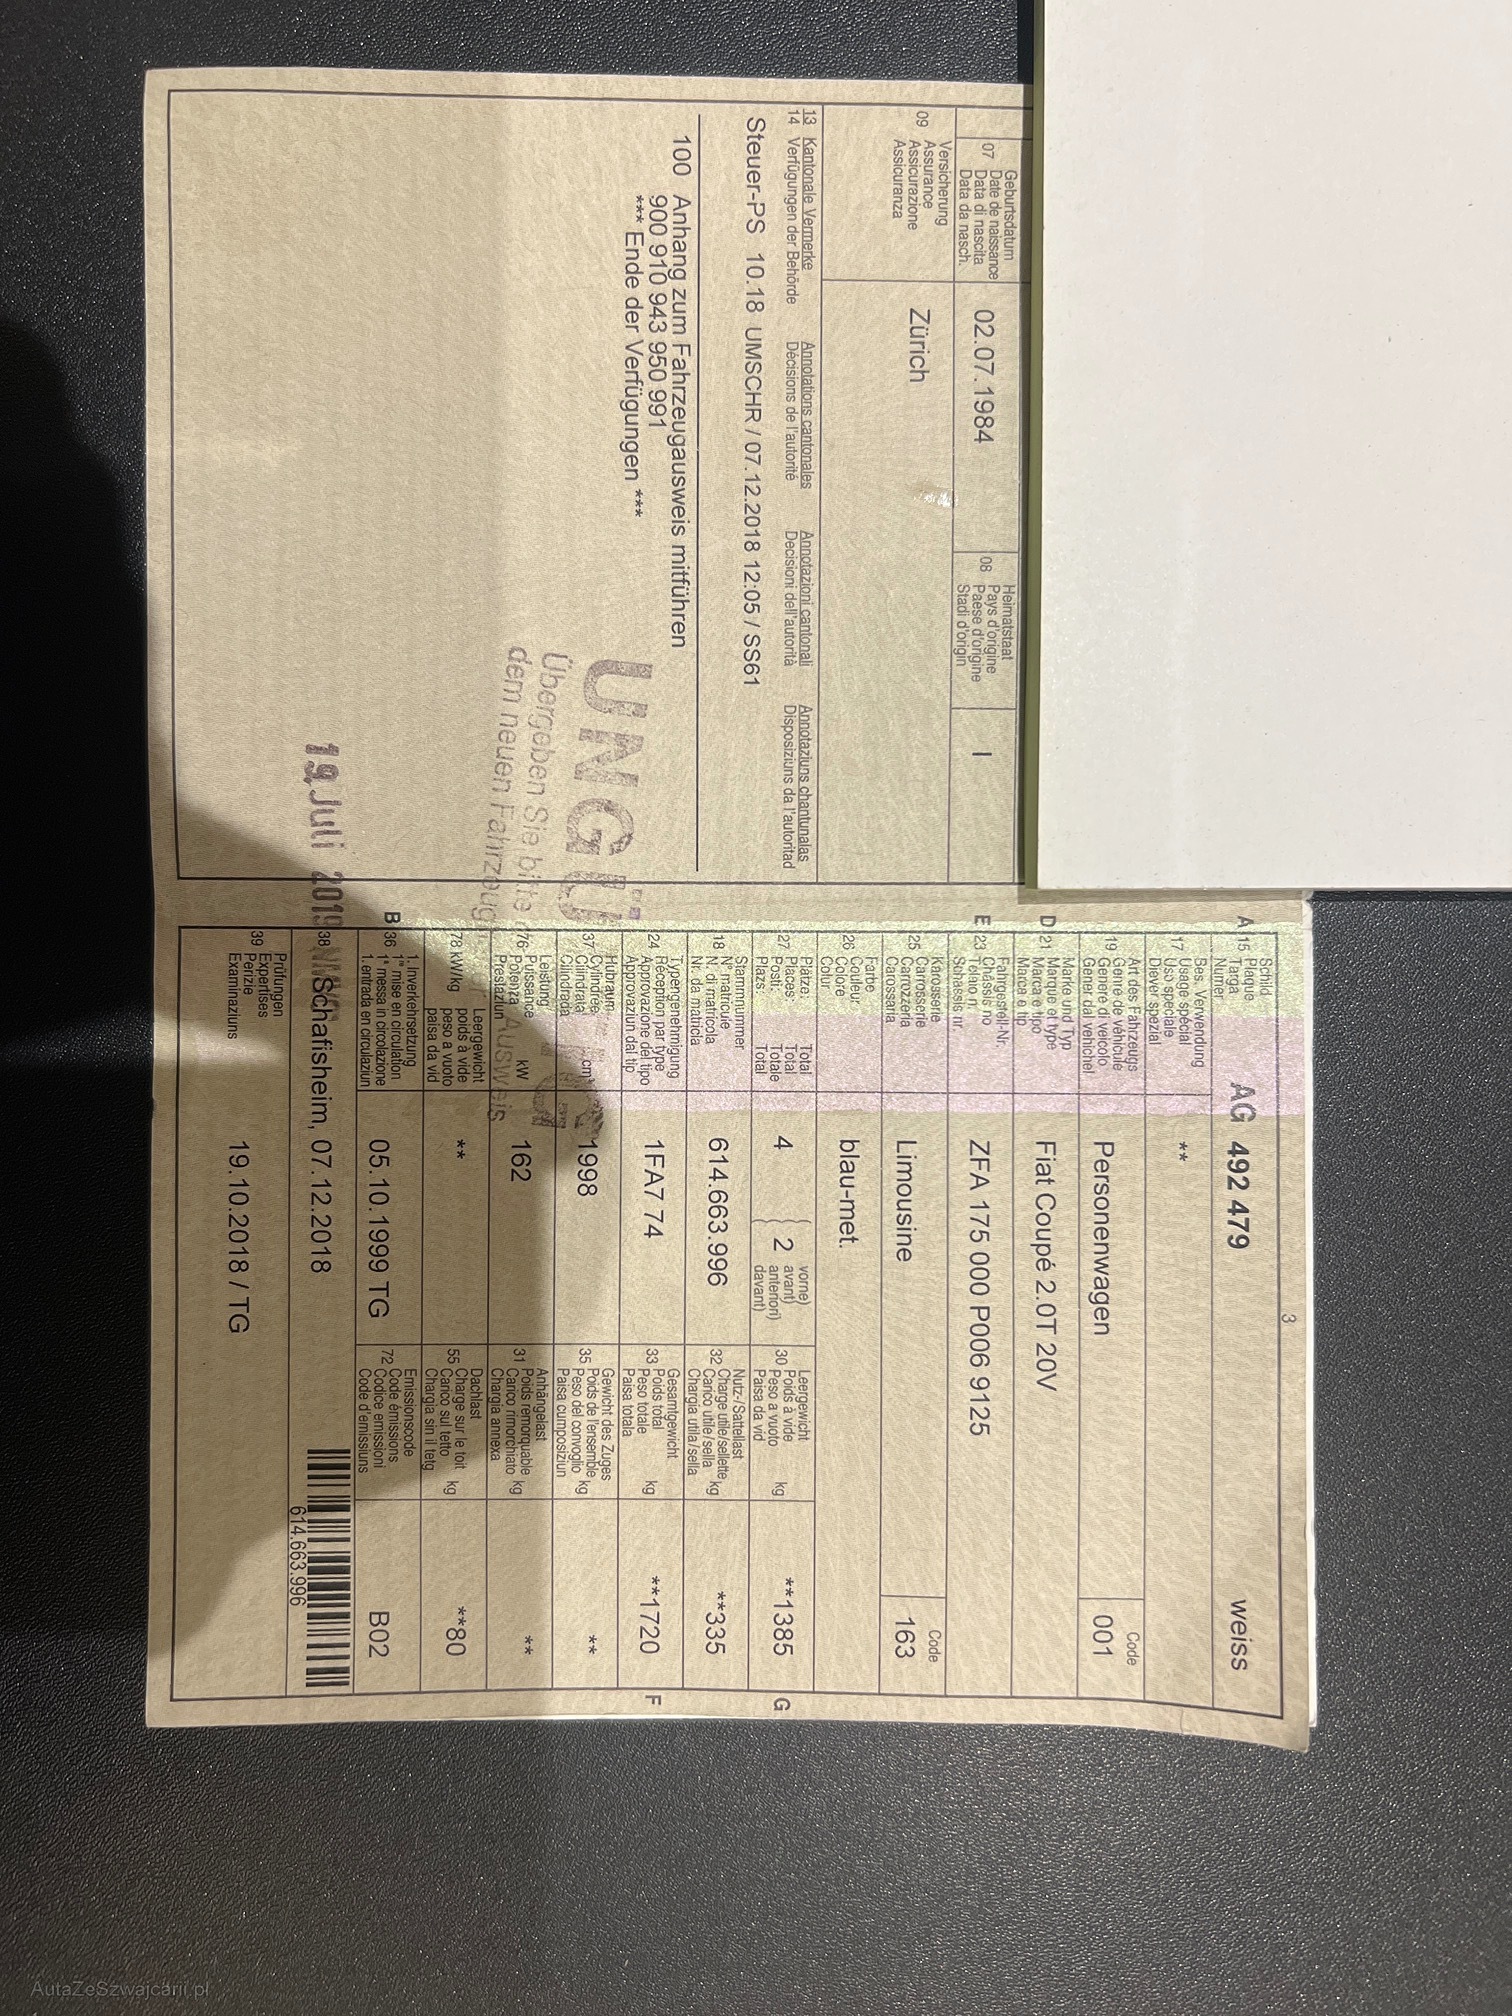 Geburtsdatum
07 Date de naissance
Data di nascita
Data da nasch.
02.07.1984
Heimatstaat
08 Pays d'origine
Paese d'origine
Stadi d'origin
I
Versicherung
09 Assurance
Assicurazione
Assicuranza
Zürich
13 Kantonale Vermerke Annotations cantonales Annotazioni cantonali Annotaziuns chantunalas
14 Verfügungen der Behörde Décisions de l'autorité Decisioni dell'autorità Disposiziuns da l'autoritad
Steuer-PS 10.18 UMSCHR / 07.12.2018 12:05 / SS61
100 Anhang zum Fahrzeugausweis mitführen
900 910 943 950 991
*** Ende der Verfügungen ***
Übergeben Sie bitte
dem neuen Fahrzeug
Ausweis
19. Juli 2019
3
A 15 Schild
Plaque
Targa
Numer
AG 492 479
weiss
17 Bes. Verwendung
Usage spécial
Uso speciale
Diever spezial
**
19 Art des Fahrzeugs
Genre de véhicule
Genere di veicolo
Gener dal vehichel
Personenwagen
Code
001
D 21 Marke und Typ
Marque et type
Marca e tipo
Marca e tip
Fiat Coupé 2.0T 20V
E 23 Fahrgestell-Nr.
Châssis no
Telaio n.
Schassis nr.
ZFA 175 000 P006 9125
25 Karosserie
Carrosserie
Carrozzeria
Carrossaria
Limousine
Code
163
26 Farbe
Couleur
Colore
Colur
blau-met.
27 Plätze: Total
Places: Total
Posti: Totale
Plazs: Total
4
2
vorne)
avant)
anteriori)
davant)
G
30 Leergewicht
Poids à vide
Peso a vuoto
Paisa da vid
kg
**1385
18 Stammnummer
N° matricule
N. di matricola
Nr. da matricla
614.663.996
32 Nutz-/Sattellast
Charge utile/sellette
Carico utile/sella
Chargia utila/sella
kg
**335
24 Typengenehmigung
Réception par type
Approvazione del tipo
Approvaziun dal tip
1FA7 74
33 Gesamtgewicht
Poids total
Peso totale
Paisa totala
kg
**1720
F
37 Hubraum
Cylindrée
Cilindrata
Cilindrada
cm³
1998
35 Gewicht des Zuges
Poids de l'ensemble
Peso del convoglio
Paisa cumposiziun
kg
**
76 Leistung
Puissance
Potenza
Prestaziun
kW
162
31 Anhängelast
Poids remorquable
Carico rimorchiato
Chargia annexa
kg
**
78 kW/kg
Leergewicht
poids à vide
peso a vuoto
paisa da vid
**
55 Dachlast
Charge sur le toit
Carico sul tetto
Chargia sin il tetg
kg
**80
B 36 1. Inverkehrsetzung
1re mise en circulation
1a messa in circolazione
1. entrada en circulaziun
05.10.1999 TG
72 Emissionscode
Code émissions
Codice emissioni
Code d'emissiuns
B02
38 Schafisheim, 07.12.2018
614.663.996
39 Prüfungen
Expertises
Perizie
Examinaziuns
19.10.2018 / TG
AutaZeSzwajcarii.pl